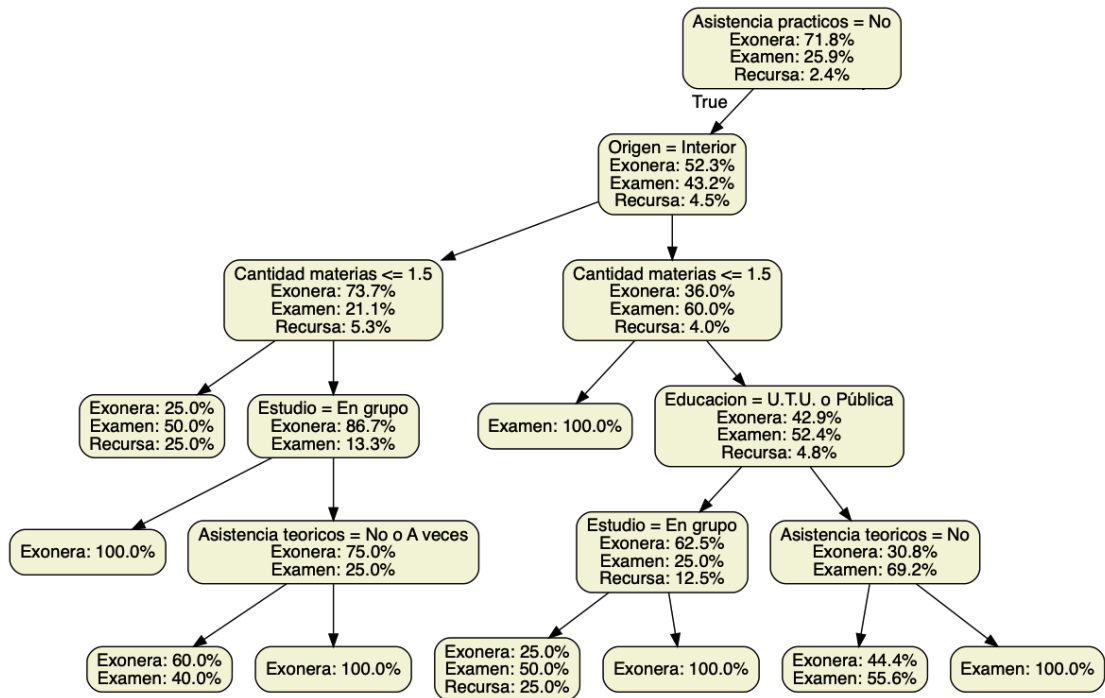 Asistencia practicos = No
Exonera: 71.8%
Examen: 25.9%
Recursa: 2.4%
True
Origen = Interior
Exonera: 52.3%
Examen: 43.2%
Recursa: 4.5%
Cantidad materias <= 1.5
Exonera: 73.7%
Examen: 21.1%
Recursa: 5.3%
Cantidad materias <= 1.5
Exonera: 36.0%
Examen: 60.0%
Recursa: 4.0%
Exonera: 25.0%
Examen: 50.0%
Recursa: 25.0%
Estudio = En grupo
Exonera: 86.7%
Examen: 13.3%
Examen: 100.0%
Educacion = U.T.U. o Pública
Exonera: 42.9%
Examen: 52.4%
Recursa: 4.8%
Exonera: 100.0%
Asistencia teoricos = No o A veces
Exonera: 75.0%
Examen: 25.0%
Estudio = En grupo
Exonera: 62.5%
Examen: 25.0%
Recursa: 12.5%
Asistencia teoricos = No
Exonera: 30.8%
Examen: 69.2%
Exonera: 60.0%
Examen: 40.0%
Exonera: 100.0%
Exonera: 25.0%
Examen: 50.0%
Recursa: 25.0%
Exonera: 100.0%
Exonera: 44.4%
Examen: 55.6%
Examen: 100.0%